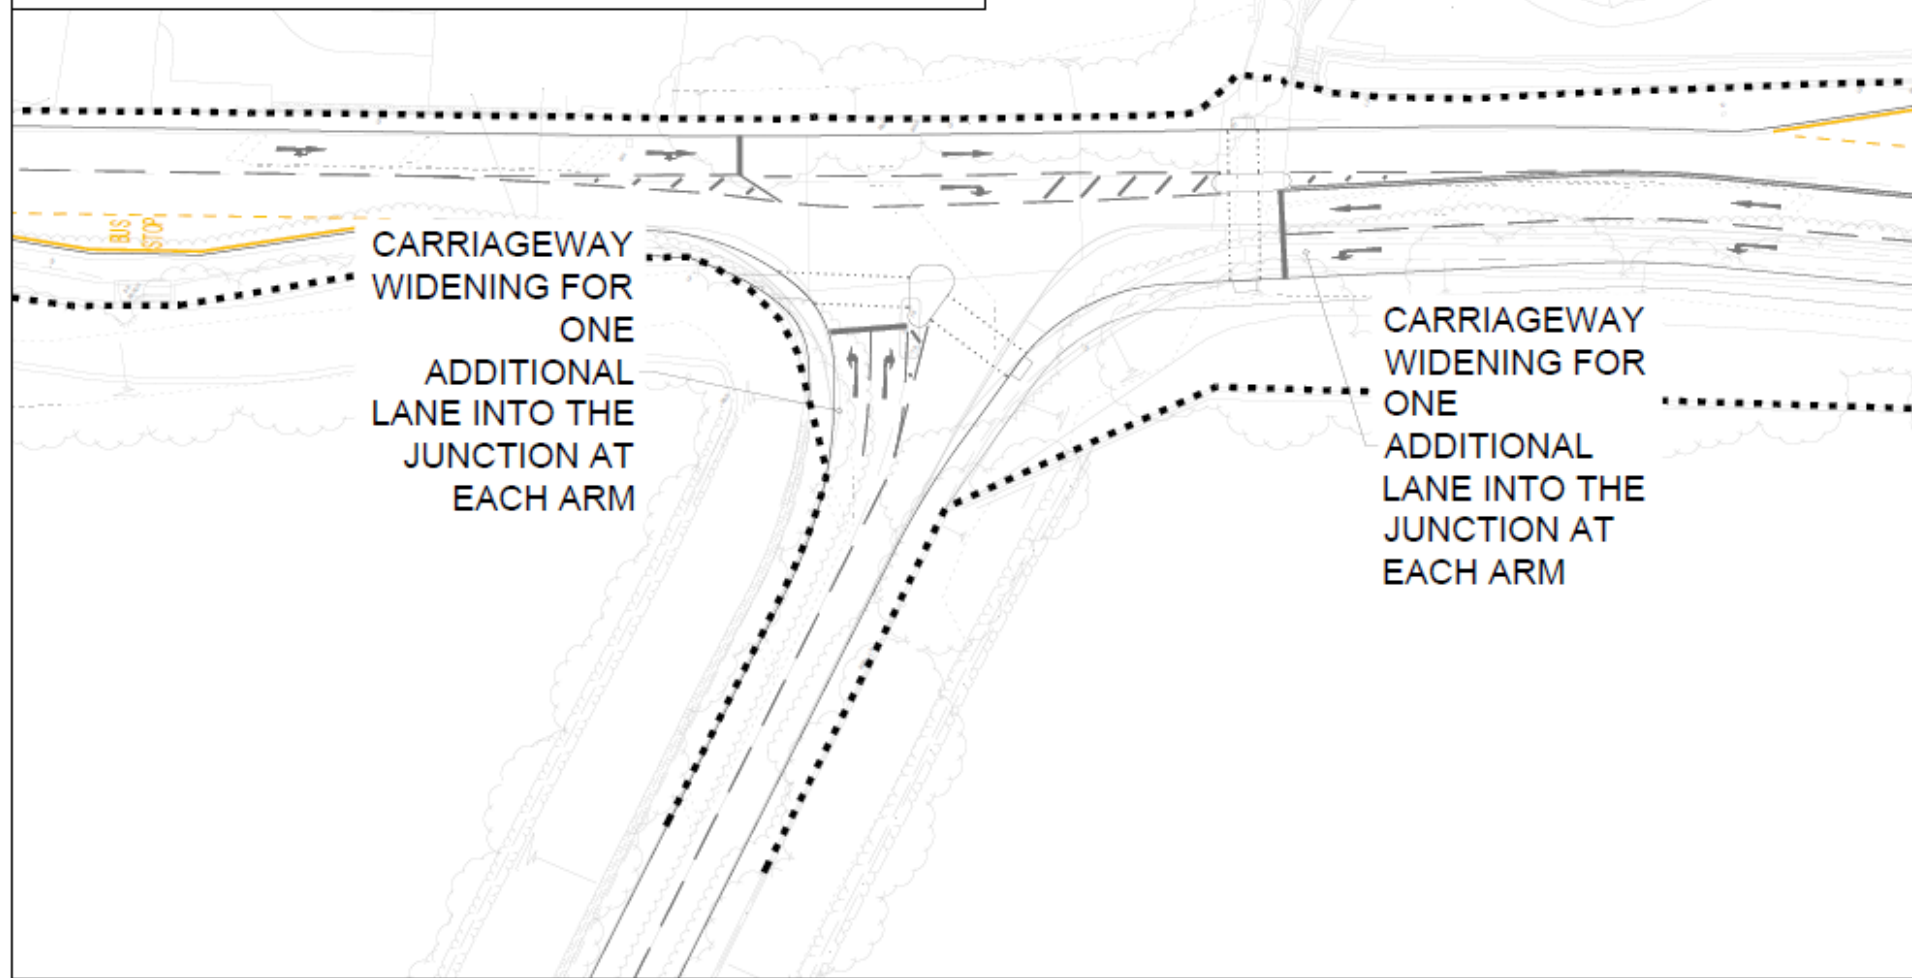 BUS
STOP
CARRIAGEWAY
WIDENING FOR
ONE
ADDITIONAL
LANE INTO THE
JUNCTION AT
EACH ARM
CARRIAGEWAY
WIDENING FOR
ONE
ADDITIONAL
LANE INTO THE
JUNCTION AT
EACH ARM